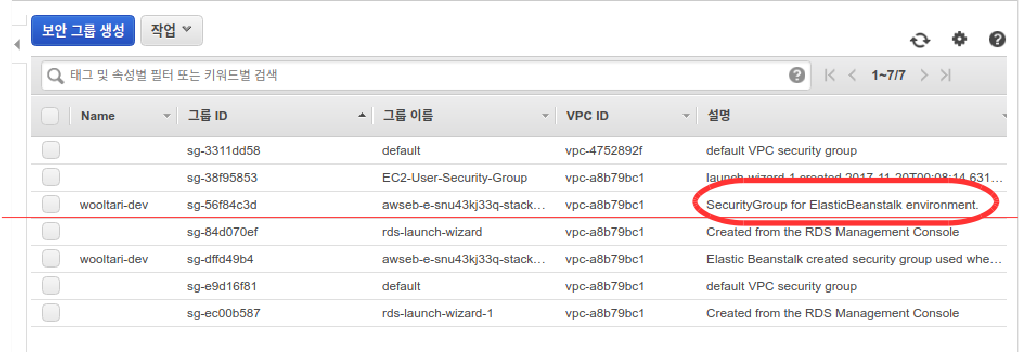 보안 그룹 생성 작업
태그 및 속성별 필터 또는 키워드별 검색 1~7/7
Name 그룹 ID 그룹 이름 VPC ID 설명
sg-3311dd58 default vpc-4752892f default VPC security group
sg-38f95853 EC2-User-Security-Group vpc-a8b79bc1 launch-wizard-1 created 2017-11-20T00:08:14.631...
wooltari-dev sg-56f84c3d awseb-e-snu43kj33q-stack... vpc-a8b79bc1 SecurityGroup for ElasticBeanstalk environment.
sg-84d070ef rds-launch-wizard vpc-a8b79bc1 Created from the RDS Management Console
wooltari-dev sg-dffd49b4 awseb-e-snu43kj33q-stack... vpc-a8b79bc1 Elastic Beanstalk created security group used whe...
sg-e9d16f81 default vpc-a8b79bc1 default VPC security group
sg-ec00b587 rds-launch-wizard-1 vpc-a8b79bc1 Created from the RDS Management Console